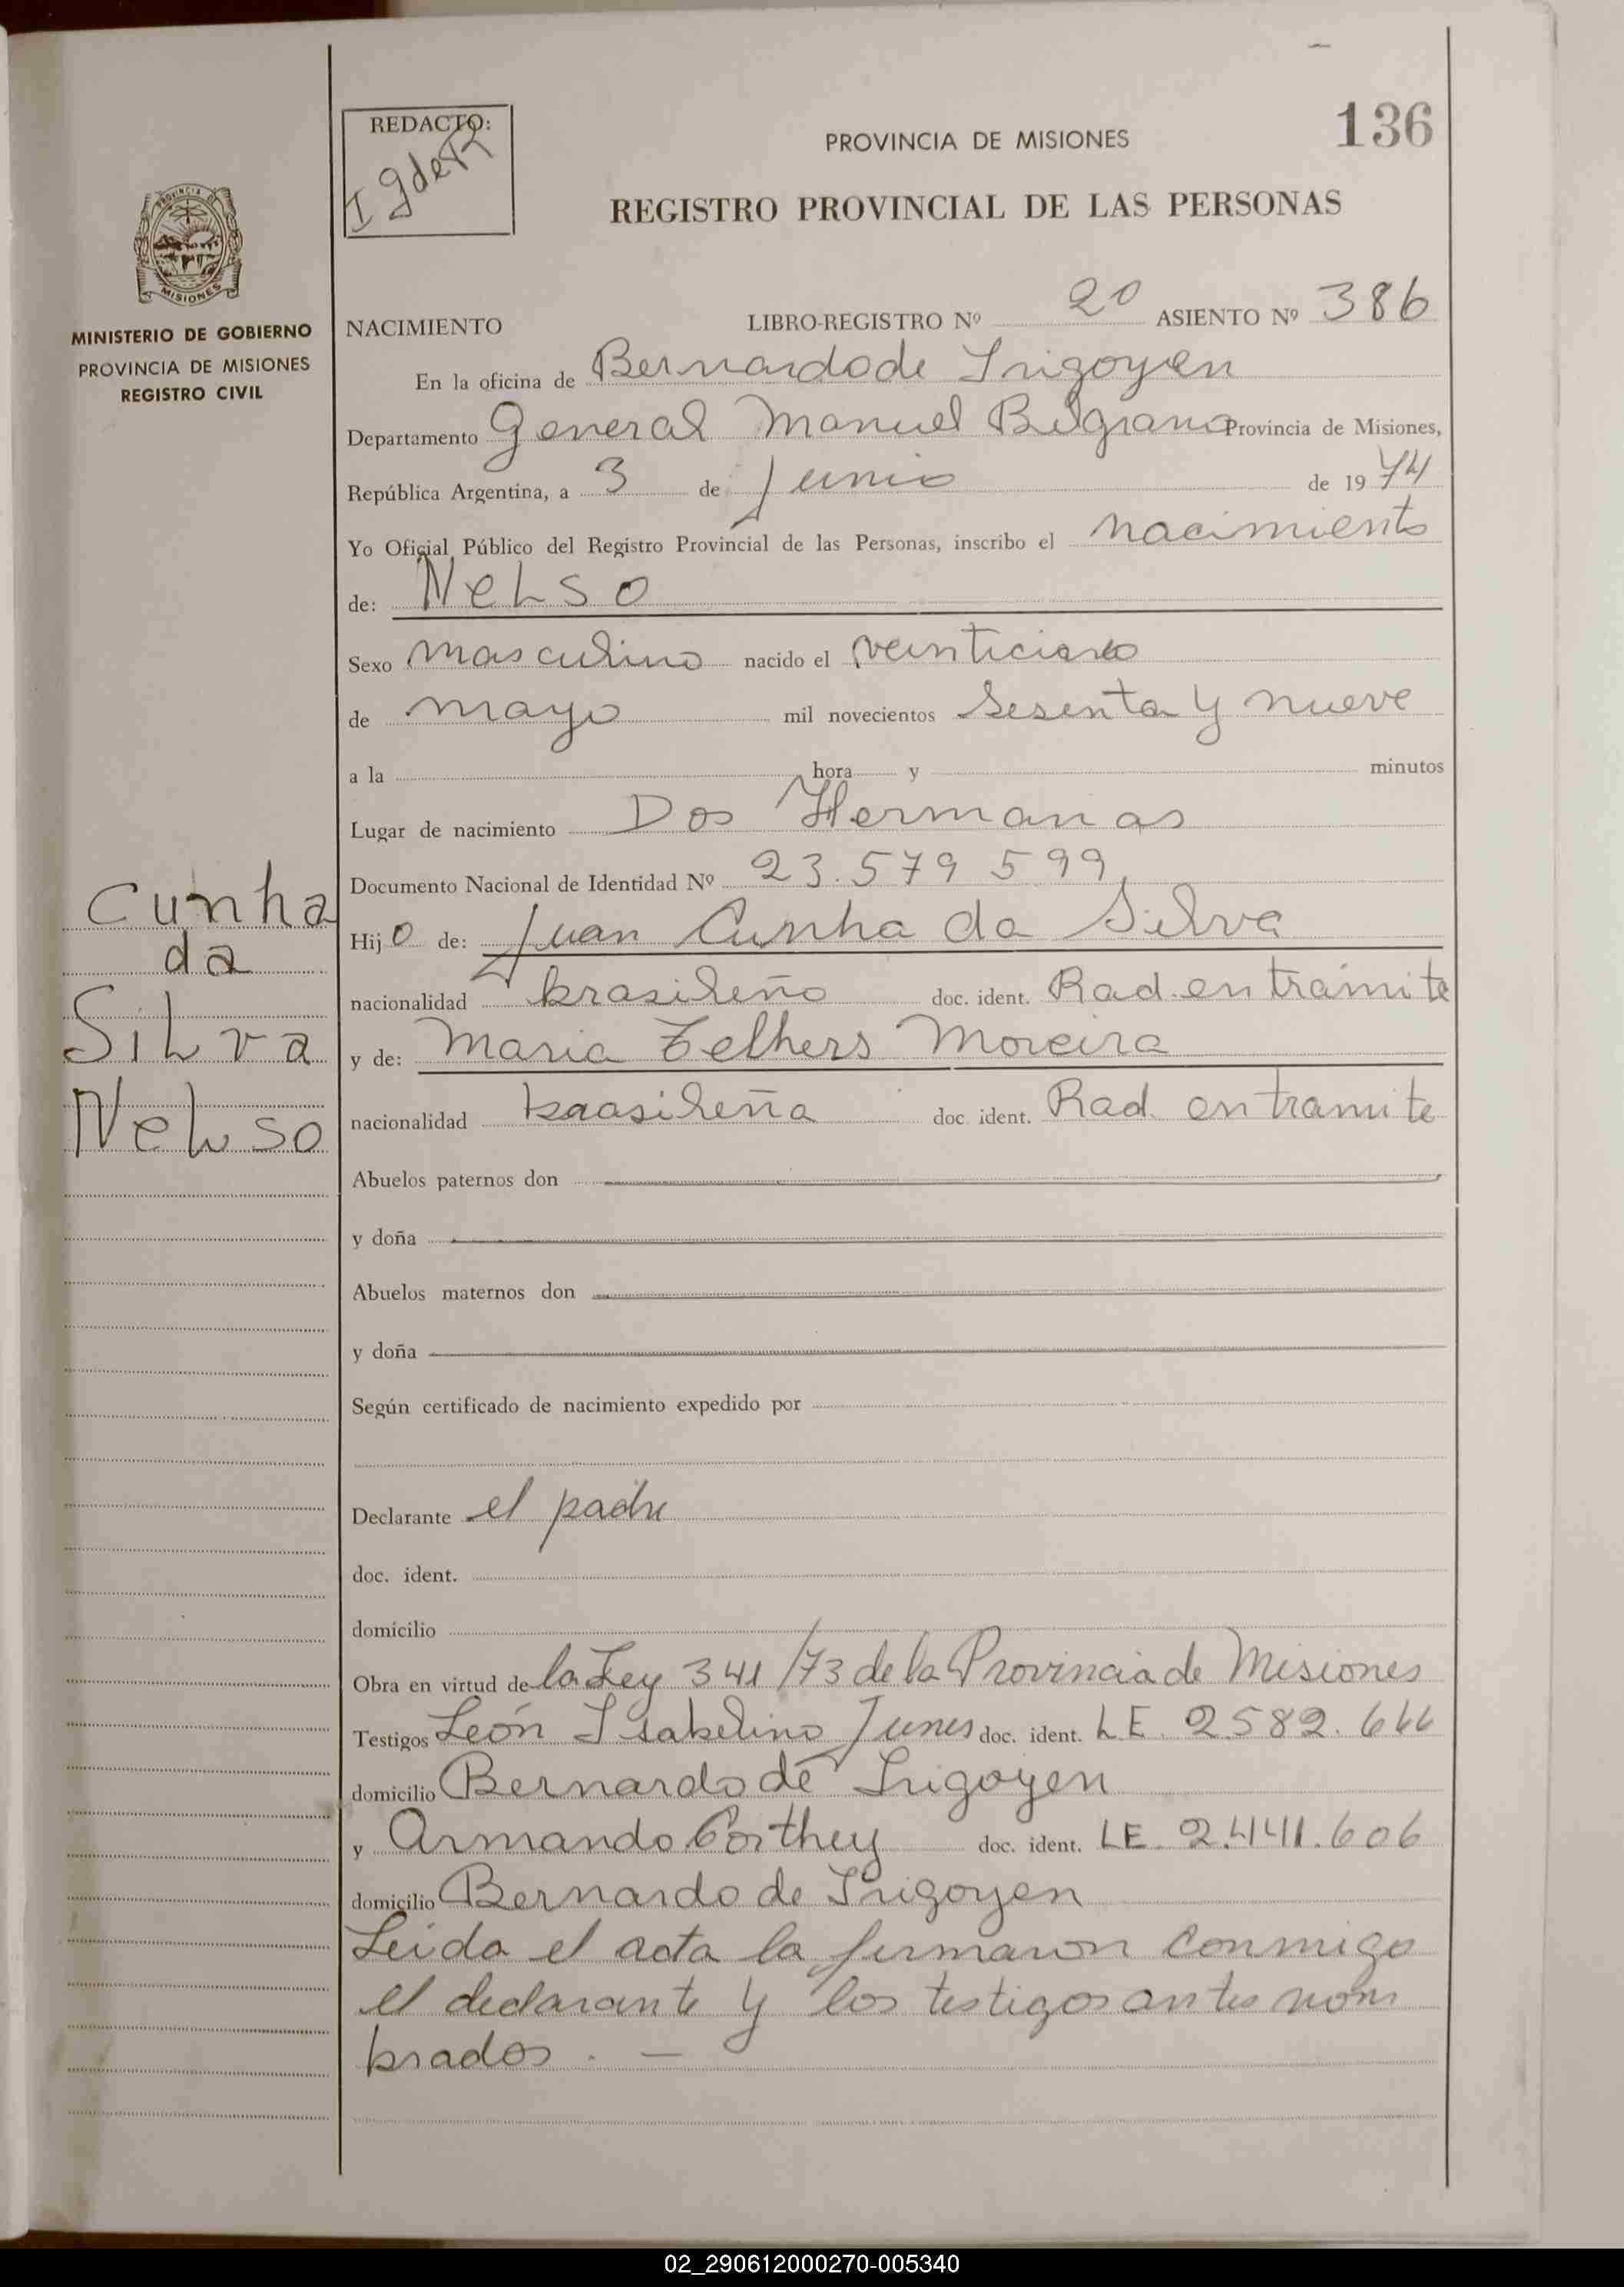 136
REDACTO:
PROVINCIA DE MISIONES
REGISTRO PROVINCIAL DE LAS PERSONAS
PROVINCIA
MISIONES
MINISTERIO DE GOBIERNO
PROVINCIA DE MISIONES
REGISTRO CIVIL
NACIMIENTO LIBRO-REGISTRO Nº 20 ASIENTO Nº 386
En la oficina de Bernardo de Irigoyen
Departamento General Manuel Belgrano Provincia de Misiones,
República Argentina, a 3 de Junio de 1974
Yo Oficial Público del Registro Provincial de las Personas, inscribo el nacimiento
de: NeLso
Sexo masculino nacido el
de mayo mil novecientos sesenta y nueve
a la hora y minutos
Lugar de nacimiento Dos Hermanas
Documento Nacional de Identidad Nº 23.579 599
Cunha
da
Silva
Nelso
Hijo de: Juan Cunha da Silva
nacionalidad brasileño doc. ident. Rad. en trámite
y de: Maria Moreira
nacionalidad brasileña doc. ident. Rad. en tramite
Abuelos paternos don
y doña
Abuelos maternos don
y doña
Según certificado de nacimiento expedido por
Declarante el padre
doc. ident.
domicilio
Obra en virtud de la Ley 341/73 de la Provincia de Misiones
Testigos León Isabelino doc. ident. L.E. 2582.
domicilio Bernardo de Irigoyen
y Armando Corthey doc. ident. LE. 2.441.606
domicilio Bernardo de Irigoyen
Leida el acta la firmaron conmigo
el declarante y los testigos antes nom
brados. —
02_290612000270-005340